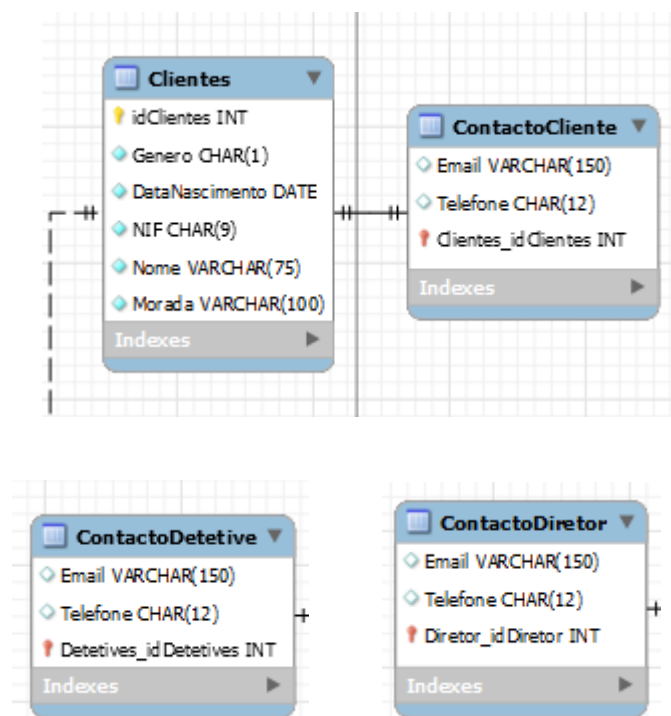 Clientes
idClientes INT
Genero CHAR(1)
DataNascimento DATE
NIF CHAR(9)
Nome VARCHAR(75)
Morada VARCHAR(100)
Indexes
ContactoCliente
Email VARCHAR(150)
Telefone CHAR(12)
Clientes_idClientes INT
Indexes
ContactoDetetive
Email VARCHAR(150)
Telefone CHAR(12)
Detetives_idDetetives INT
Indexes
ContactoDiretor
Email VARCHAR(150)
Telefone CHAR(12)
Diretor_idDiretor INT
Indexes